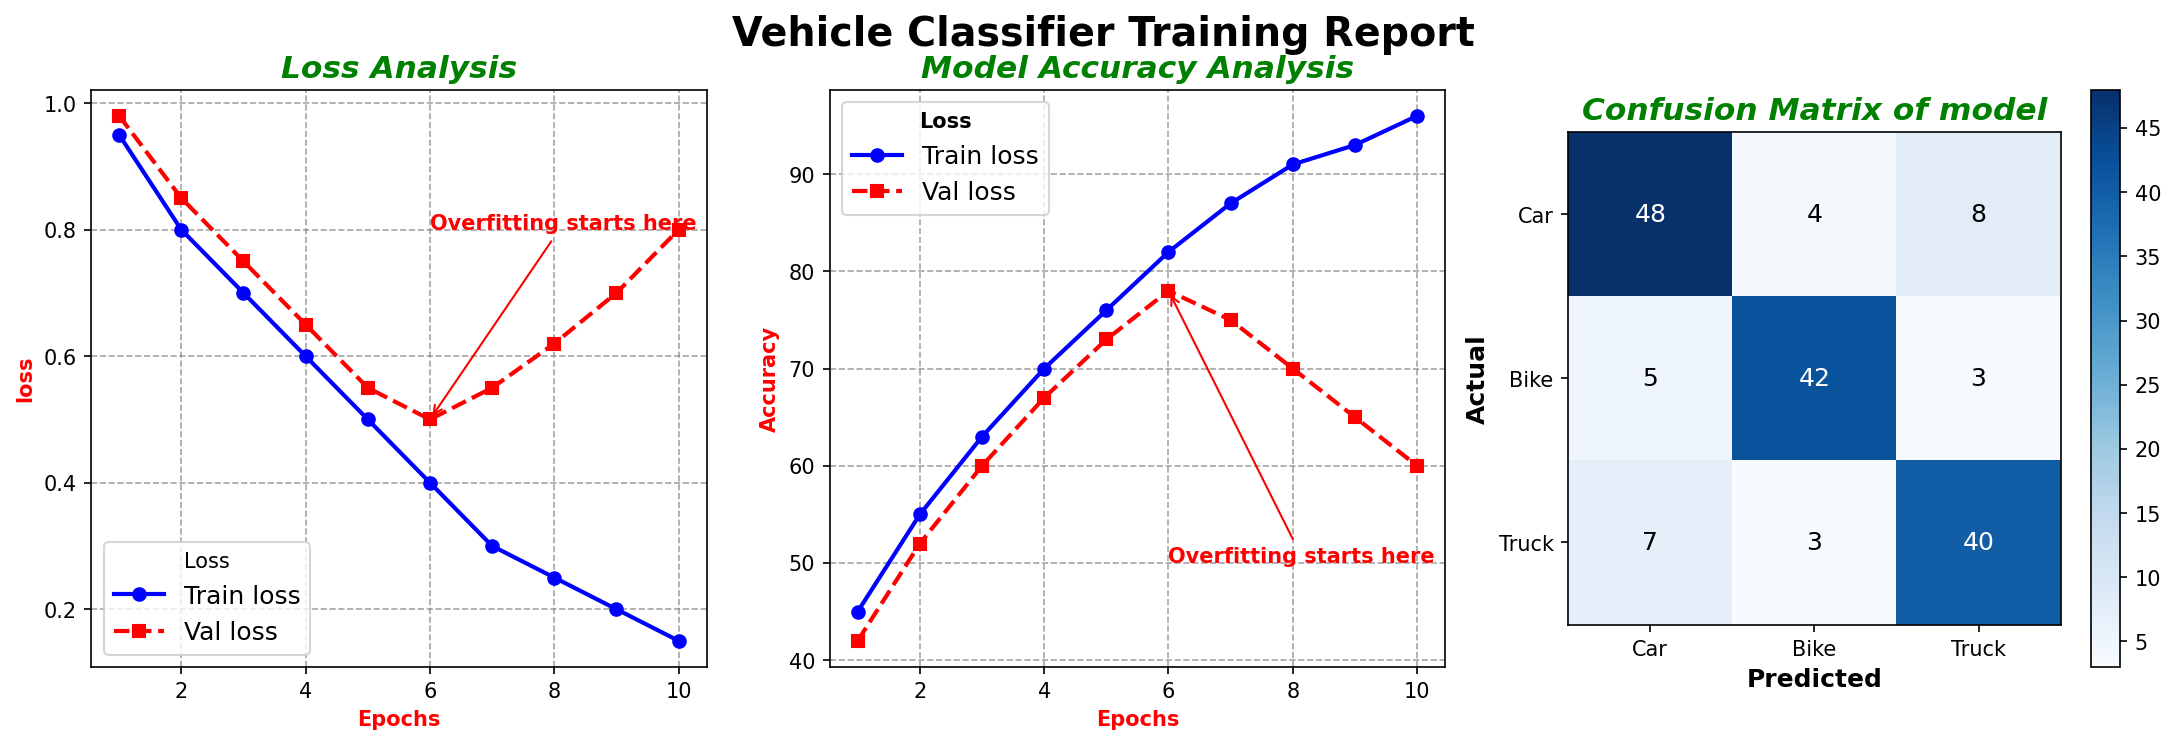 Vehicle Classifier Training Report
Loss Analysis
1.0
0.8
0.6
0.4
0.2
loss
Overfitting starts here
Loss
Train loss
Val loss
2 4 6 8 10
Epochs
Model Accuracy Analysis
90
80
70
60
50
40
Accuracy
Loss
Train loss
Val loss
Overfitting starts here
2 4 6 8 10
Epochs
Confusion Matrix of model
Actual
Car 48 4 8
Bike 5 42 3
Truck 7 3 40
Car Bike Truck
Predicted
45
40
35
30
25
20
15
10
5